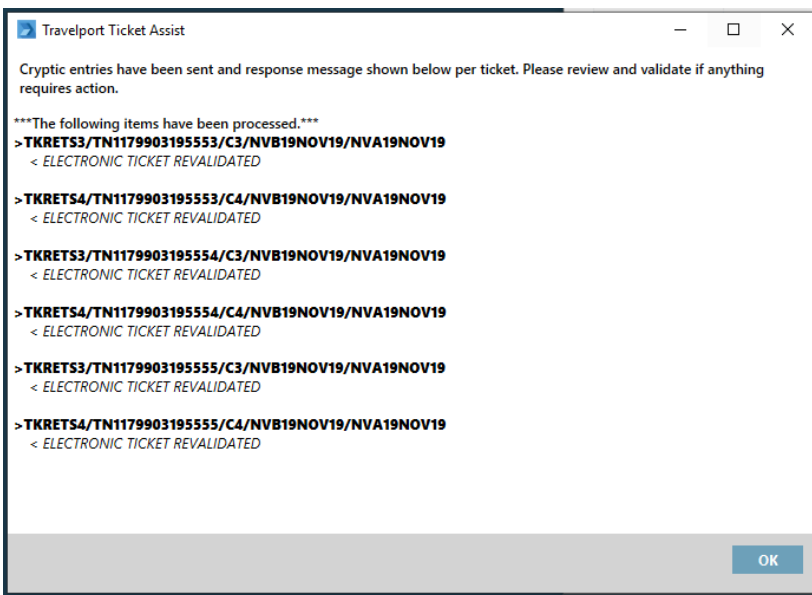 Travelport Ticket Assist
Cryptic entries have been sent and response message shown below per ticket. Please review and validate if anything
requires action.
***The following items have been processed.***
>TKRETS3/TN1179903195553/C3/NVB19NOV19/NVA19NOV19
< ELECTRONIC TICKET REVALIDATED
>TKRETS4/TN1179903195553/C4/NVB19NOV19/NVA19NOV19
< ELECTRONIC TICKET REVALIDATED
>TKRETS3/TN1179903195554/C3/NVB19NOV19/NVA19NOV19
< ELECTRONIC TICKET REVALIDATED
>TKRETS4/TN1179903195554/C4/NVB19NOV19/NVA19NOV19
< ELECTRONIC TICKET REVALIDATED
>TKRETS3/TN1179903195555/C3/NVB19NOV19/NVA19NOV19
< ELECTRONIC TICKET REVALIDATED
>TKRETS4/TN1179903195555/C4/NVB19NOV19/NVA19NOV19
< ELECTRONIC TICKET REVALIDATED
OK